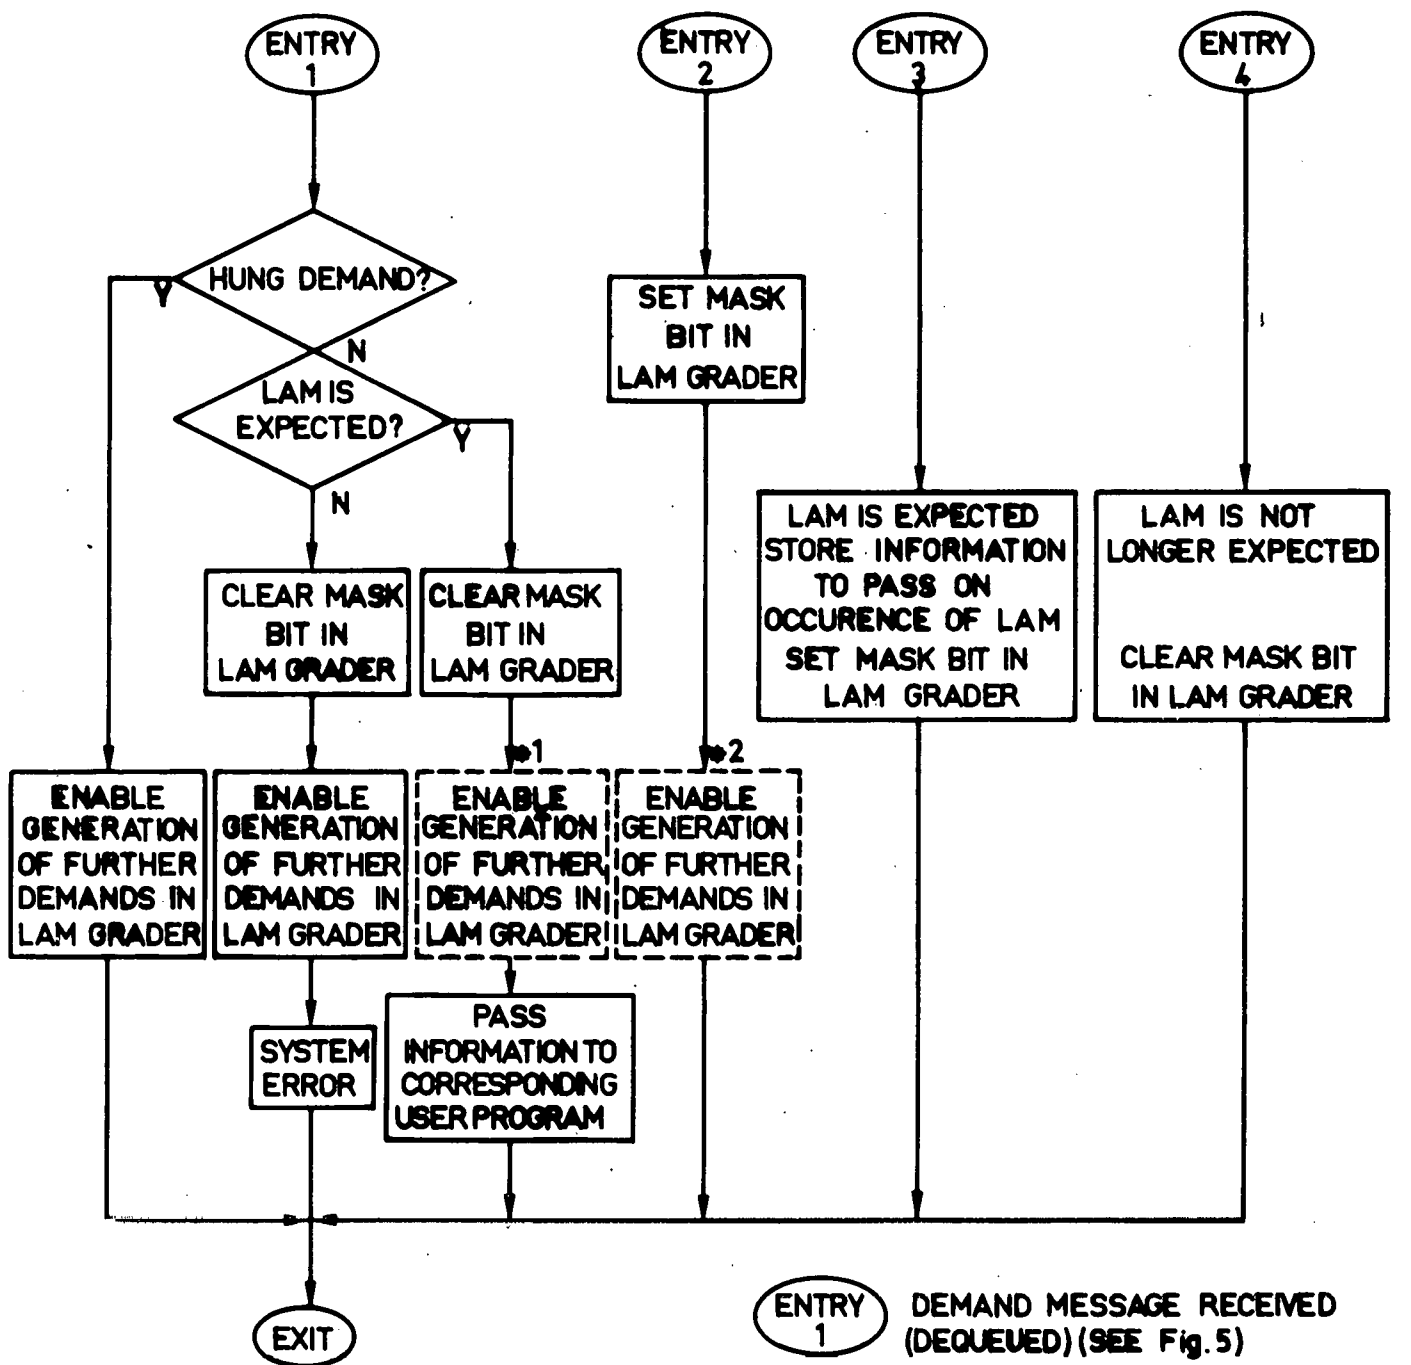 ENTRY
1
ENTRY
2
ENTRY
3
ENTRY
4
HUNG DEMAND?
Y
N
LAM IS
EXPECTED?
Y
N
SET MASK
BIT IN
LAM GRADER
LAM IS EXPECTED
STORE INFORMATION
TO PASS ON
OCCURENCE OF LAM
SET MASK BIT IN
LAM GRADER
LAM IS NOT
LONGER EXPECTED
CLEAR MASK BIT
IN LAM GRADER
CLEAR MASK
BIT IN
LAM GRADER
CLEAR MASK
BIT IN
LAM GRADER
*1
*2
ENABLE
GENERATION
OF FURTHER
DEMANDS IN
LAM GRADER
ENABLE
GENERATION
OF FURTHER
DEMANDS IN
LAM GRADER
ENABLE
GENERATION
OF FURTHER
DEMANDS IN
LAM GRADER
ENABLE
GENERATION
OF FURTHER
DEMANDS IN
LAM GRADER
SYSTEM
ERROR
PASS
INFORMATION TO
CORRESPONDING
USER PROGRAM
EXIT
ENTRY
1
DEMAND MESSAGE RECEIVED
(DEQUEUED) (SEE Fig. 5)